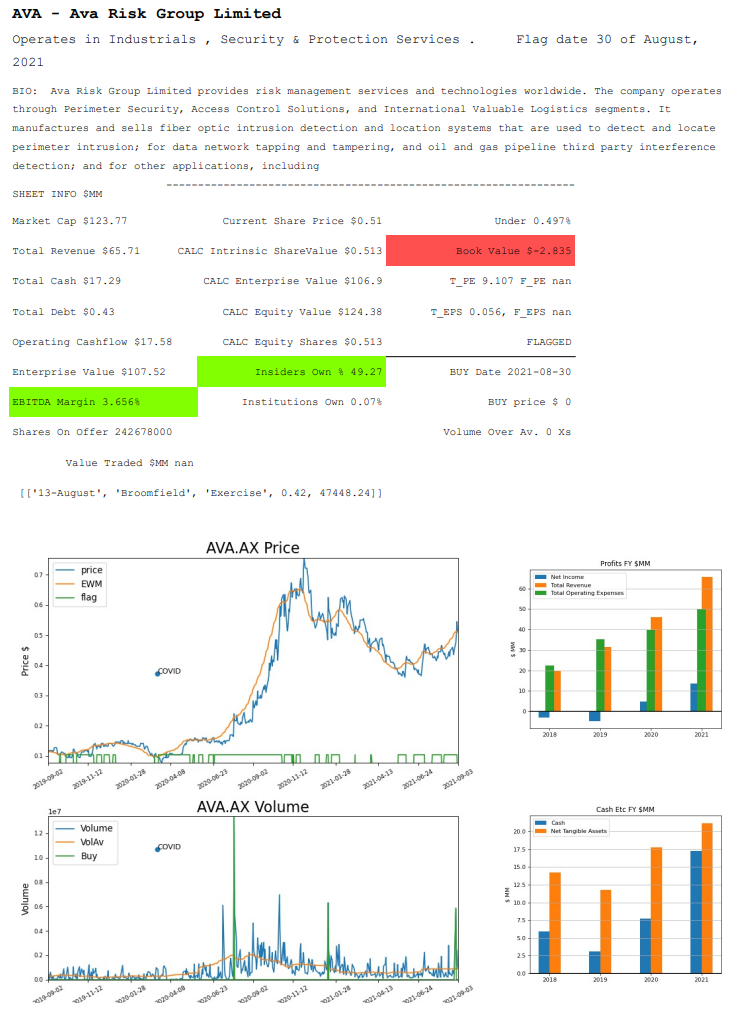 AVA - Ava Risk Group Limited
Operates in Industrials , Security & Protection Services .     Flag date 30 of August,
2021
BIO:  Ava Risk Group Limited provides risk management services and technologies worldwide. The company operates
through Perimeter Security, Access Control Solutions, and International Valuable Logistics segments. It
manufactures and sells fiber optic intrusion detection and location systems that are used to detect and locate
perimeter intrusion; for data network tapping and tampering, and oil and gas pipeline third party interference
detection; and for other applications, including
SHEET INFO $MM
Market Cap $123.77 Current Share Price $0.51 Under 0.497%
Total Revenue $65.71 CALC Intrinsic ShareValue $0.513 Book Value $-2.835
Total Cash $17.29 CALC Enterprise Value $106.9 T_PE 9.107 F_PE nan
Total Debt $0.43 CALC Equity Value $124.38 T_EPS 0.056, F_EPS nan
Operating Cashflow $17.58 CALC Equity Shares $0.513 FLAGGED
Enterprise Value $107.52 Insiders Own % 49.27 BUY Date 2021-08-30
EBITDA Margin 3.656% Institutions Own 0.07% BUY price $ 0
Shares On Offer 242678000 Volume Over Av. 0 Xs
Value Traded $MM nan
[['13-August', 'Broomfield', 'Exercise', 0.42, 47448.24]]
AVA.AX Price
price
EWM
flag
COVID
Price $
0.7
0.6
0.5
0.4
0.3
0.2
0.1
2019-09-02 2019-11-12 2020-01-28 2020-04-08 2020-06-23 2020-09-02 2020-11-12 2021-01-28 2021-04-13 2021-06-24 2021-09-03
Profits FY $MM
Net Income
Total Revenue
Total Operating Expenses
$ MM
60
50
40
30
20
10
0
2018 2019 2020 2021
AVA.AX Volume
1e7
Volume
VolAv
Buy
COVID
Volume
1.2
1.0
0.8
0.6
0.4
0.2
0.0
2019-09-02 2019-11-12 2020-01-28 2020-04-08 2020-06-23 2020-09-02 2020-11-12 2021-01-28 2021-04-13 2021-06-24 2021-09-03
Cash Etc FY $MM
Cash
Net Tangible Assets
$ MM
20.0
17.5
15.0
12.5
10.0
7.5
5.0
2.5
0.0
2018 2019 2020 2021